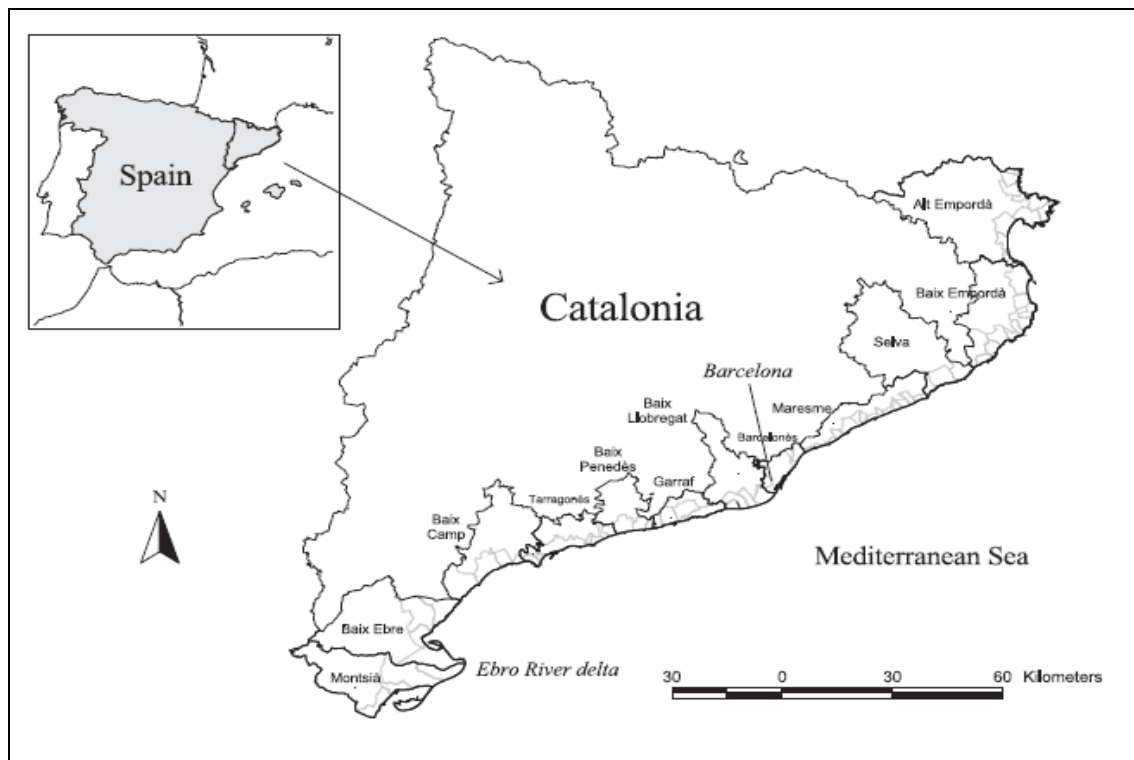 Spain
Catalonia
Alt Empordà
Baix Empordà
Selva
Barcelona
Maresme
Baix
Llobregat
Barcelonès
Baix
Penedès
Garraf
Tarragonès
Baix
Camp
N
Mediterranean Sea
Baix Ebre
Ebro River delta
Montsià
30 0 30 60 Kilometers